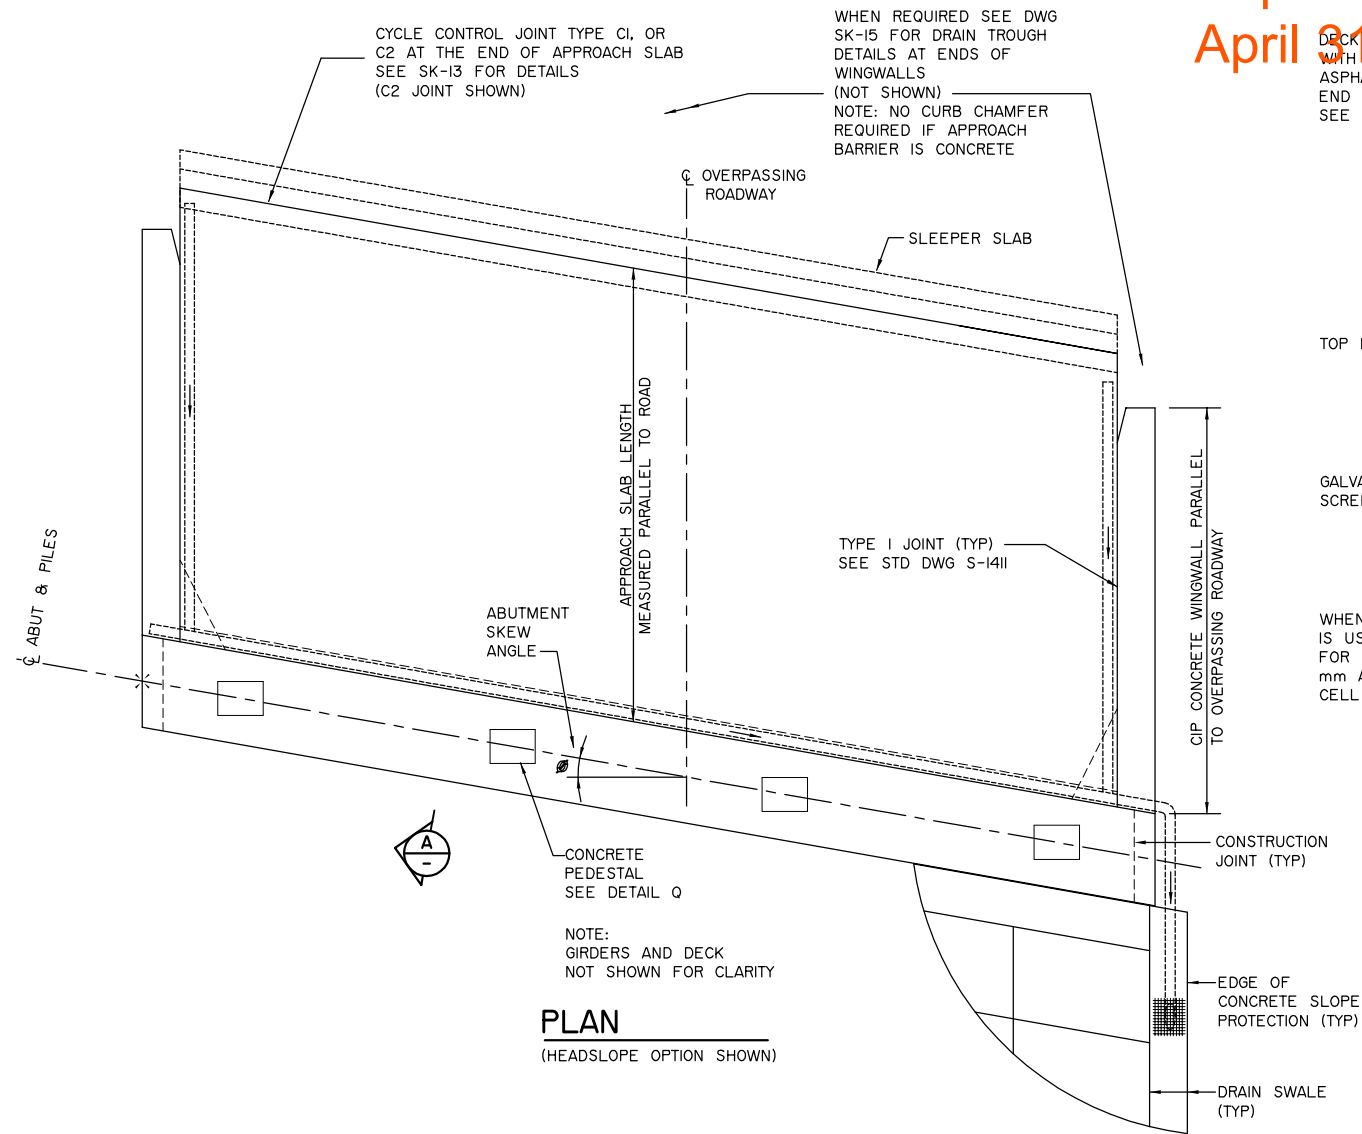 CYCLE CONTROL JOINT TYPE C1, OR
C2 AT THE END OF APPROACH SLAB
SEE SK-13 FOR DETAILS
(C2 JOINT SHOWN)
WHEN REQUIRED SEE DWG
SK-15 FOR DRAIN TROUGH
DETAILS AT ENDS OF
WINGWALLS
(NOT SHOWN)
NOTE: NO CURB CHAMFER
REQUIRED IF APPROACH
BARRIER IS CONCRETE
April 31
DECK
WITH
ASPHA
END
SEE
℄ OVERPASSING
ROADWAY
SLEEPER SLAB
TOP
APPROACH SLAB LENGTH
MEASURED PARALLEL TO ROAD
CIP CONCRETE WINGWALL PARALLEL
TO OVERPASSING ROADWAY
GALVA
SCREE
TYPE 1 JOINT (TYP)
SEE STD DWG S-1411
℄ ABUT & PILES
ABUTMENT
SKEW
ANGLE
WHEN
IS US
FOR
mm A
CELL
Ø
A
-
CONCRETE
PEDESTAL
SEE DETAIL Q
CONSTRUCTION
JOINT (TYP)
NOTE:
GIRDERS AND DECK
NOT SHOWN FOR CLARITY
EDGE OF
CONCRETE SLOPE
PROTECTION (TYP)
PLAN
(HEADSLOPE OPTION SHOWN)
DRAIN SWALE
(TYP)